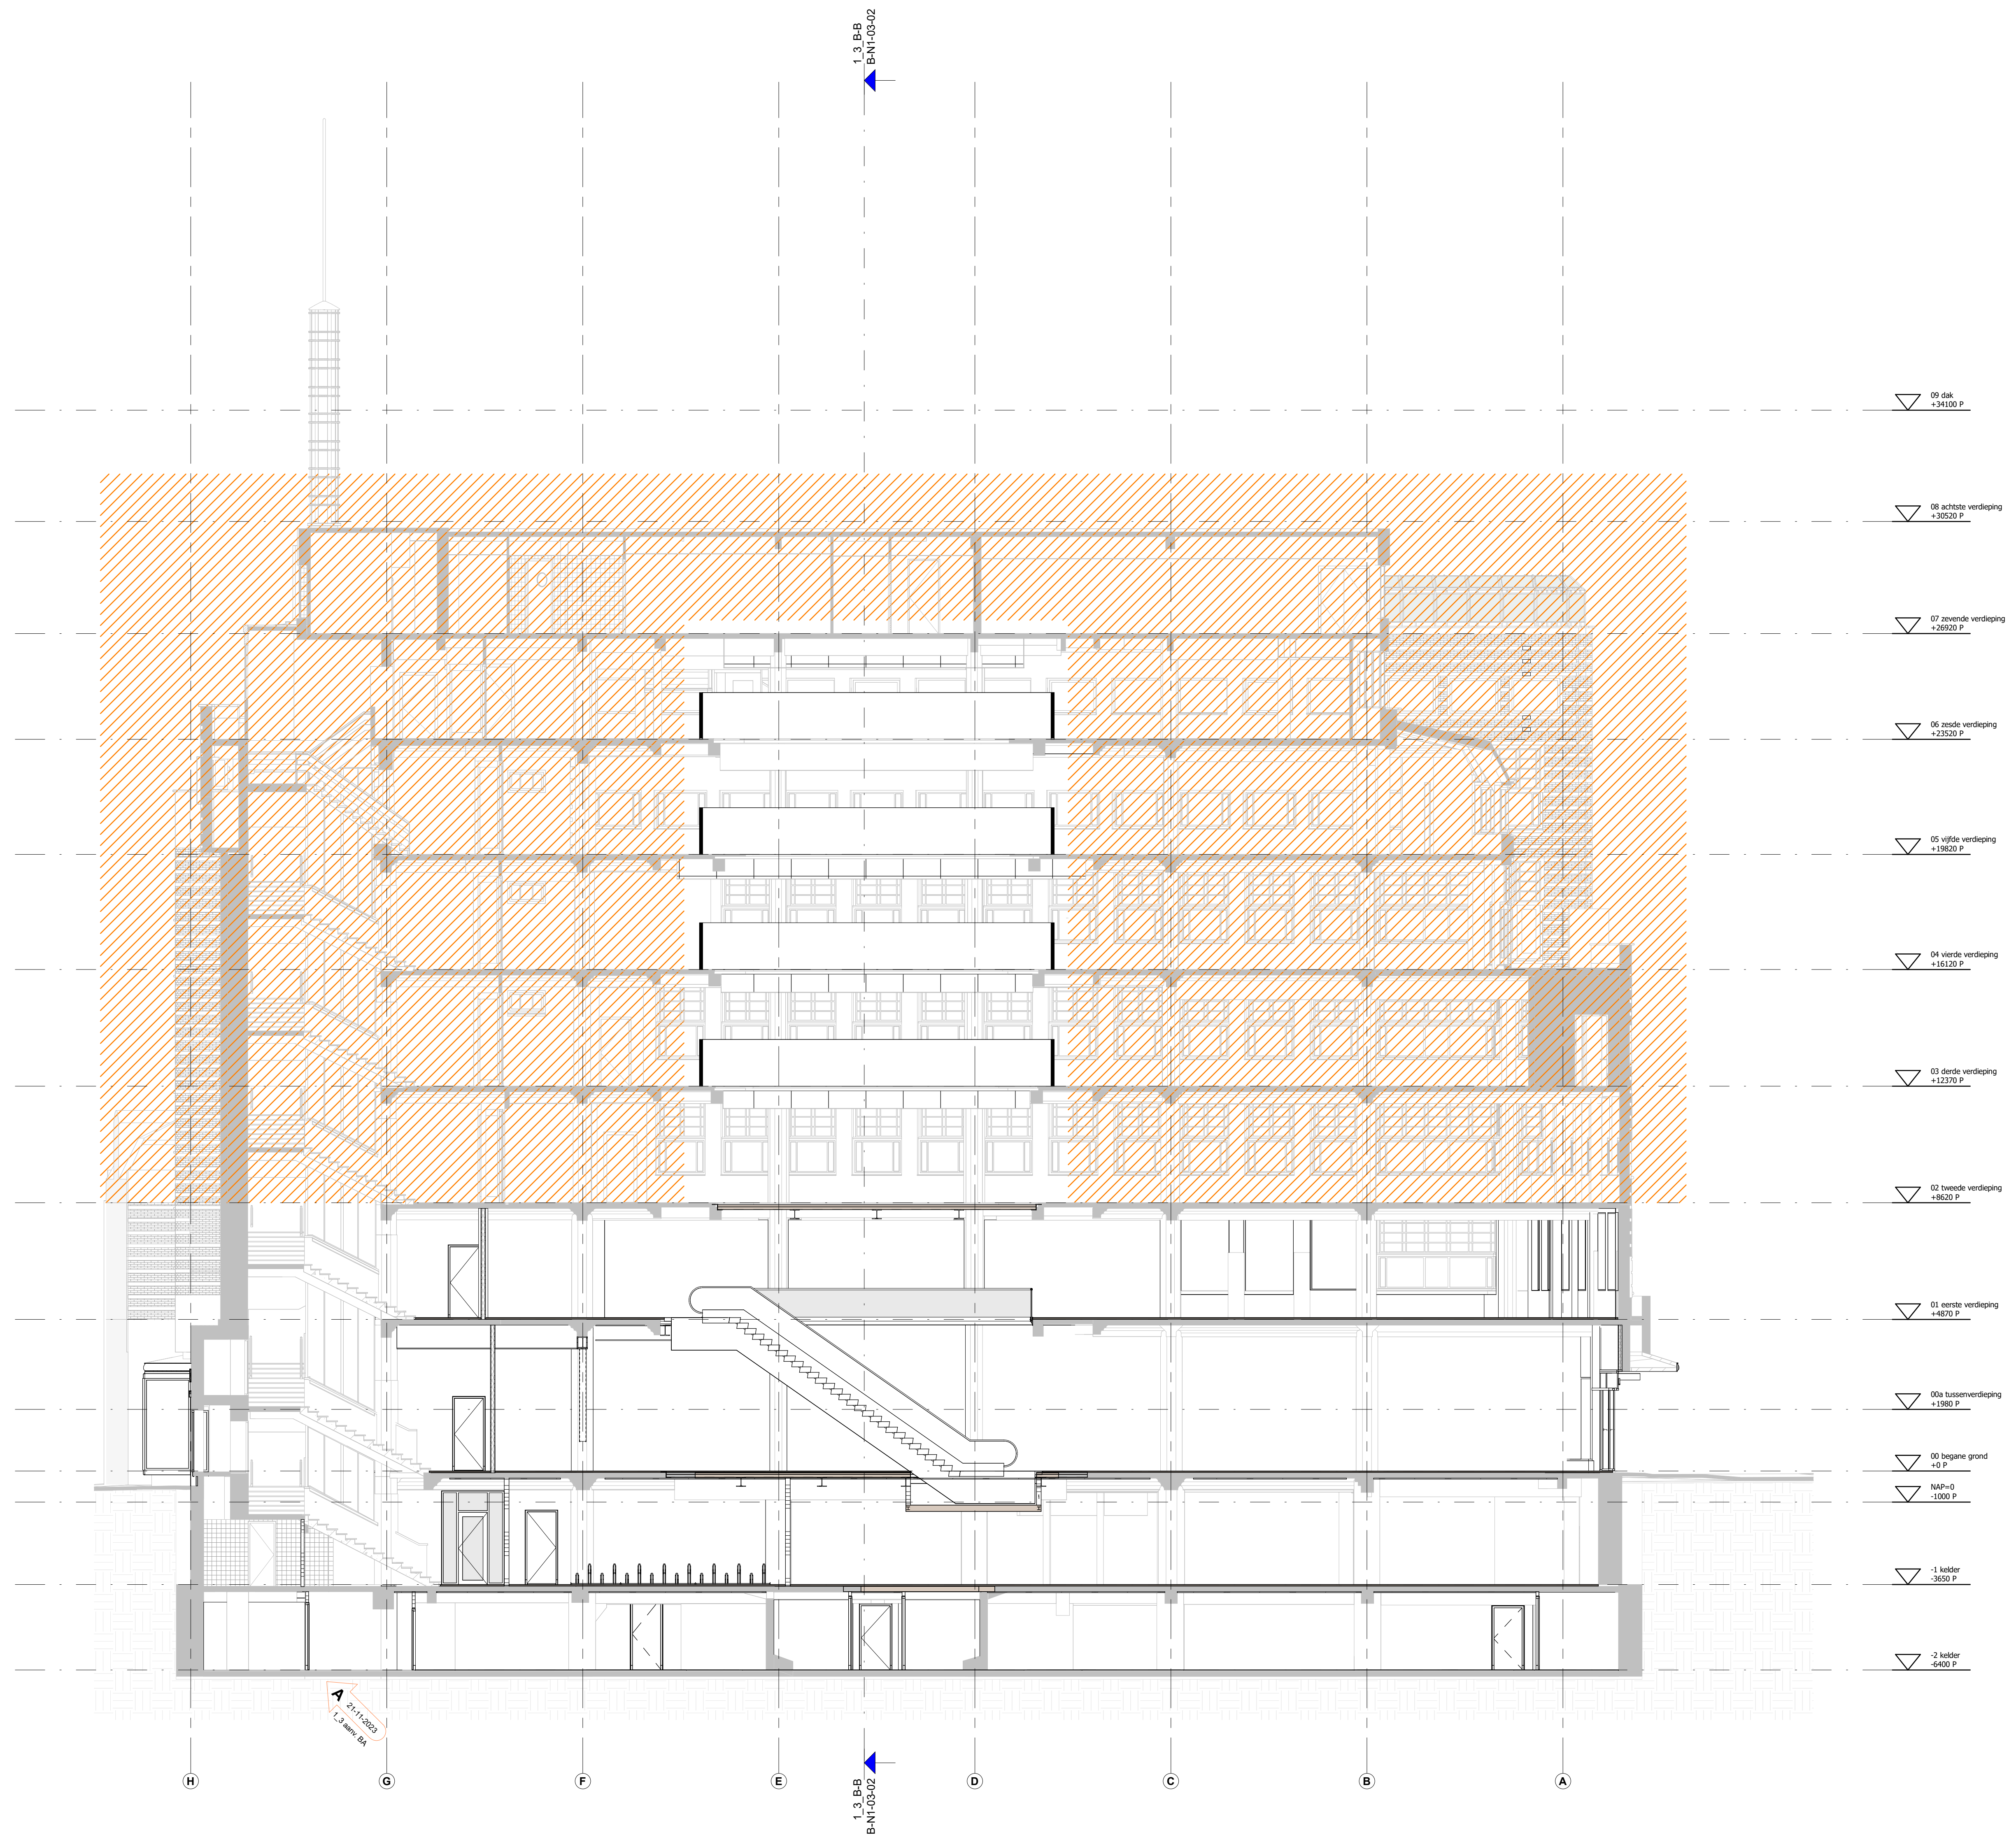 1_3_B-B
B-N1-03-02
09 dak
+34100 P
08 achtste verdieping
+30520 P
07 zevende verdieping
+26920 P
06 zesde verdieping
+23520 P
05 vijfde verdieping
+19820 P
04 vierde verdieping
+16120 P
03 derde verdieping
+12370 P
02 tweede verdieping
+8620 P
01 eerste verdieping
+4870 P
00a tussenverdieping
+1980 P
00 begane grond
+0 P
NAP=0
-1000 P
-1 kelder
-3650 P
-2 kelder
-6400 P
A
21-11-2023
1_3 aanv. BA
H
G
F
E
D
C
B
A
1_3_B-B
B-N1-03-02